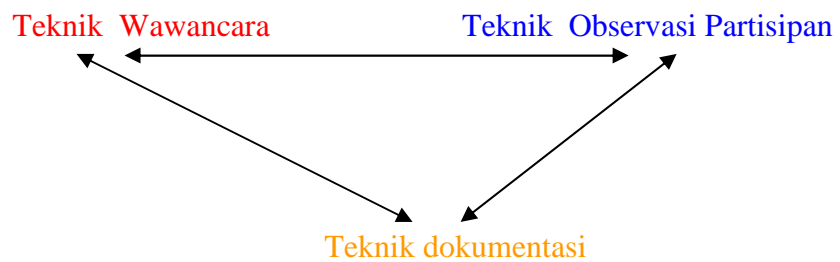 Teknik Wawancara
Teknik Observasi Partisipan
Teknik dokumentasi